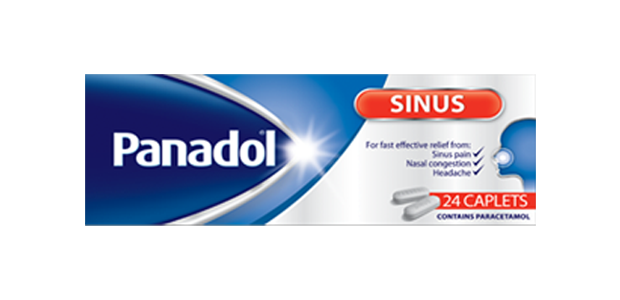 Panadol®
SINUS
For fast effective relief from:
Sinus pain ✓
Nasal congestion ✓
Headache ✓
24 CAPLETS
CONTAINS PARACETAMOL